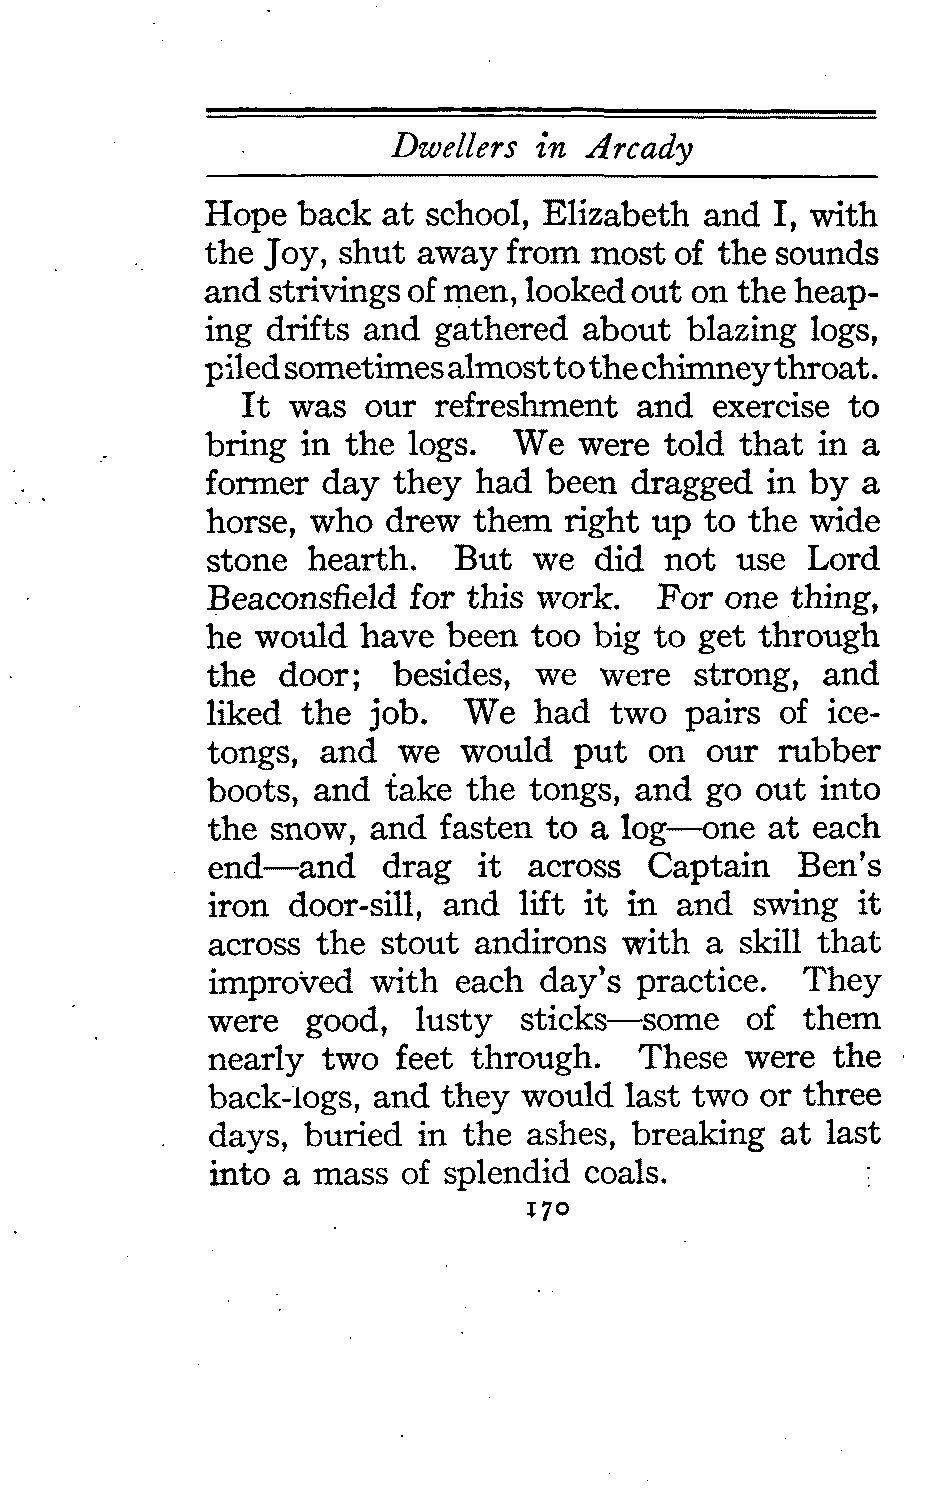 Dwellers in Arcady
Hope back at school, Elizabeth and I, with
the Joy, shut away from most of the sounds
and strivings of men, looked out on the heap-
ing drifts and gathered about blazing logs,
piled sometimes almost to the chimney throat.
It was our refreshment and exercise to
bring in the logs. We were told that in a
former day they had been dragged in by a
horse, who drew them right up to the wide
stone hearth. But we did not use Lord
Beaconsfield for this work. For one thing,
he would have been too big to get through
the door; besides, we were strong, and
liked the job. We had two pairs of ice-
tongs, and we would put on our rubber
boots, and take the tongs, and go out into
the snow, and fasten to a log—one at each
end—and drag it across Captain Ben's
iron door-sill, and lift it in and swing it
across the stout andirons with a skill that
improved with each day's practice. They
were good, lusty sticks—some of them
nearly two feet through. These were the
back-logs, and they would last two or three
days, buried in the ashes, breaking at last
into a mass of splendid coals.
170